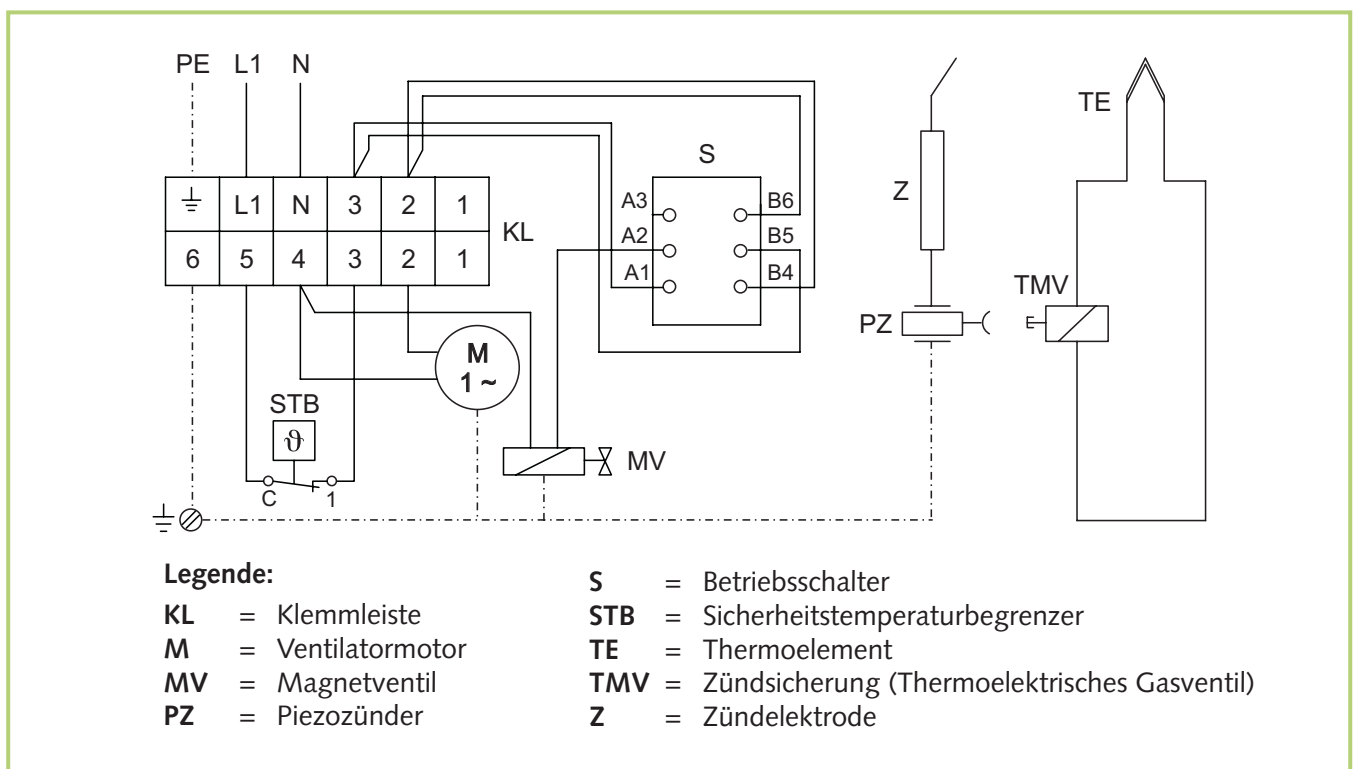 PE L1 N
TE
S
A3 B6
Z
L1 N 3 2 1
A2 B5
KL
6 5 4 3 2 1
A1 B4
TMV
PZ
M
1 ~
STB
ϑ
MV
C 1
Legende:
KL = Klemmleiste
M = Ventilatormotor
MV = Magnetventil
PZ = Piezozünder
S = Betriebsschalter
STB = Sicherheitstemperaturbegrenzer
TE = Thermoelement
TMV = Zündsicherung (Thermoelektrisches Gasventil)
Z = Zündelektrode